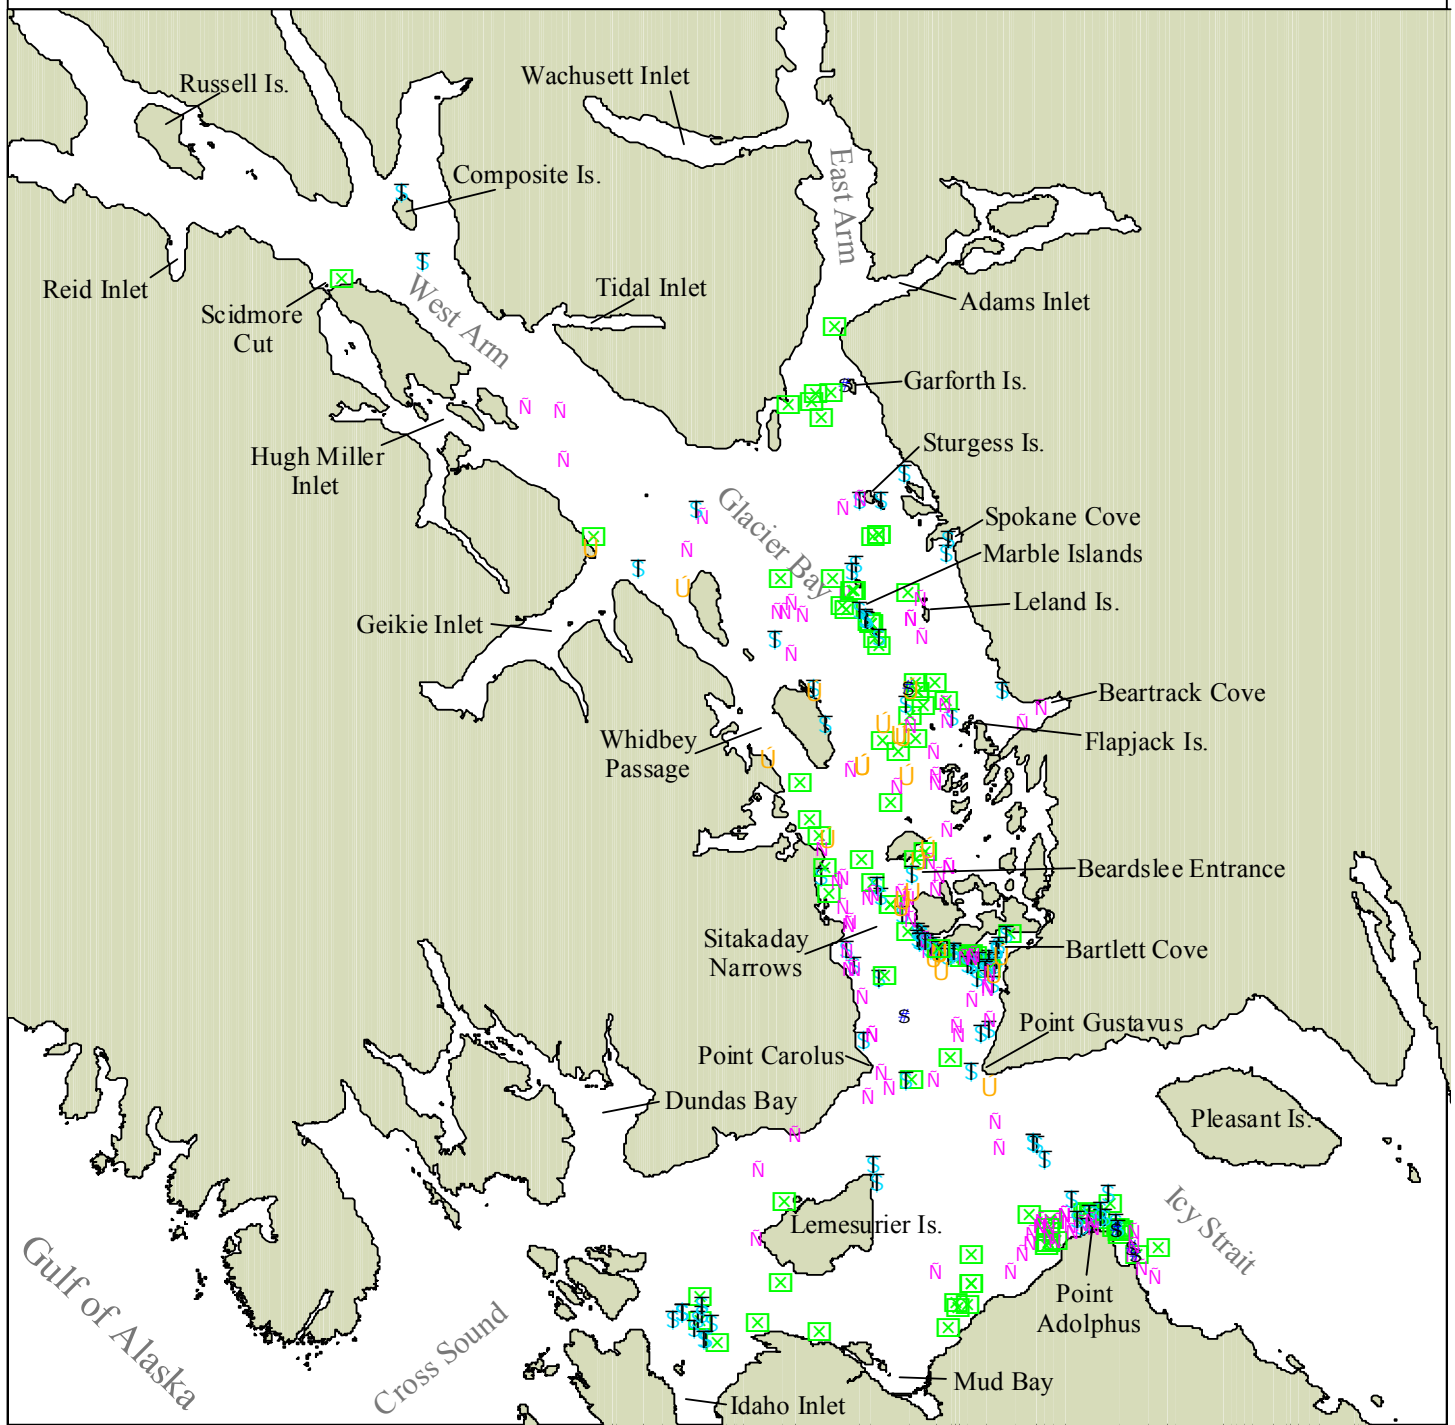 Russell Is.
Wachusett Inlet
Composite Is.
East Arm
Reid Inlet
Scidmore
Cut
West Arm
Tidal Inlet
Adams Inlet
Garforth Is.
Hugh Miller
Inlet
Sturgess Is.
Glacier Bay
Spokane Cove
Marble Islands
Leland Is.
Geikie Inlet
Beartrack Cove
Whidbey
Passage
Flapjack Is.
Beardslee Entrance
Sitakaday
Narrows
Bartlett Cove
Point Gustavus
Point Carolus
Dundas Bay
Pleasant Is.
Lemesurier Is.
Icy Strait
Gulf of Alaska
Cross Sound
Point
Adolphus
Mud Bay
Idaho Inlet